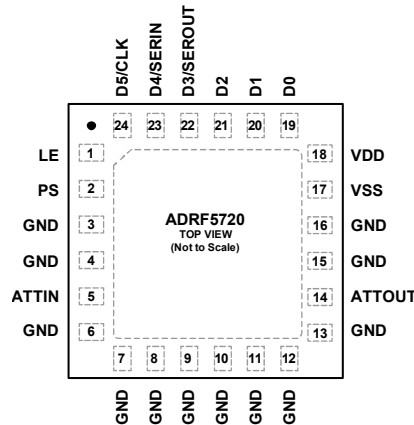 D5/CLK
D4/SERIN
D3/SEROUT
D2
D1
D0
24
23
22
21
20
19
LE
1
18
VDD
PS
2
17
VSS
GND
3
ADRF5720
16
GND
TOP VIEW
(Not to Scale)
GND
4
15
GND
ATTIN
5
14
ATTOUT
GND
6
13
GND
7
8
9
10
11
12
GND
GND
GND
GND
GND
GND